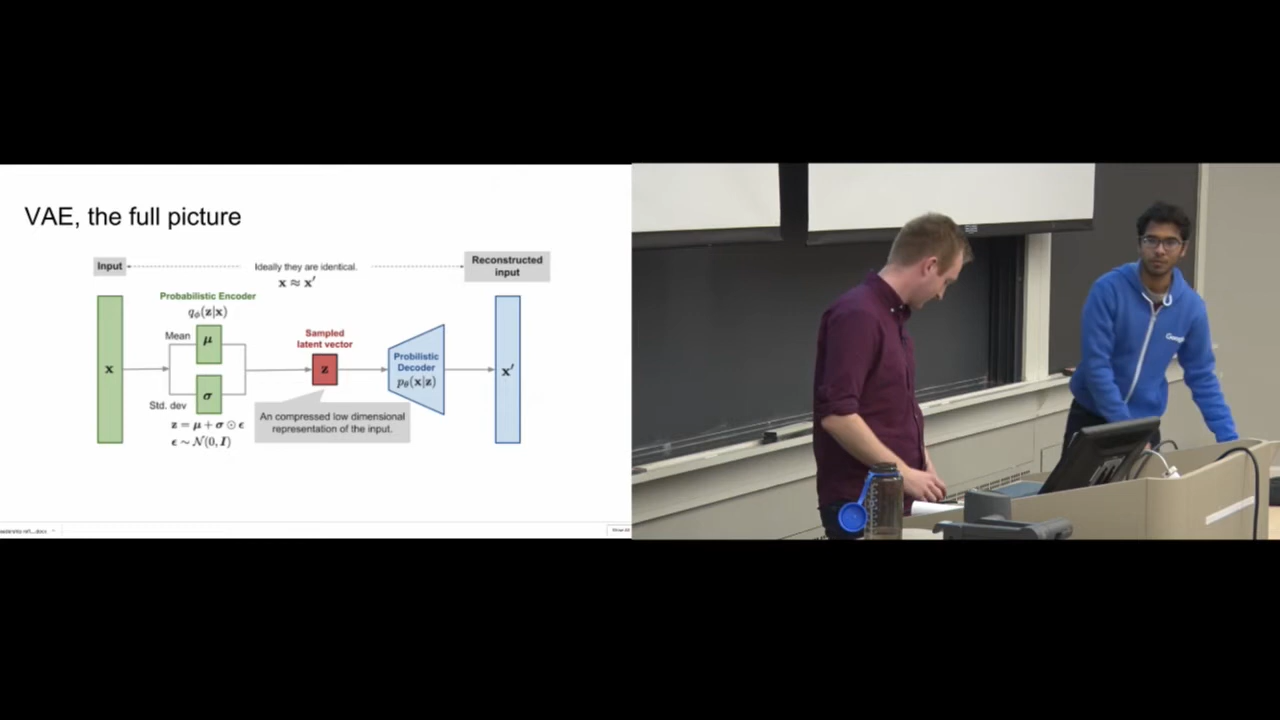 VAE, the full picture
Input
Ideally they are identical.
x ≈ x′
Reconstructed
input
Probabilistic Encoder
qϕ(z|x)
Mean
μ
x
Sampled
latent vector
z
Probilistic
Decoder
pθ(x|z)
x′
σ
Std. dev
z = μ + σ ⊙ ϵ
ϵ ∼ N(0, I)
An compressed low dimensional
representation of the input.
Google